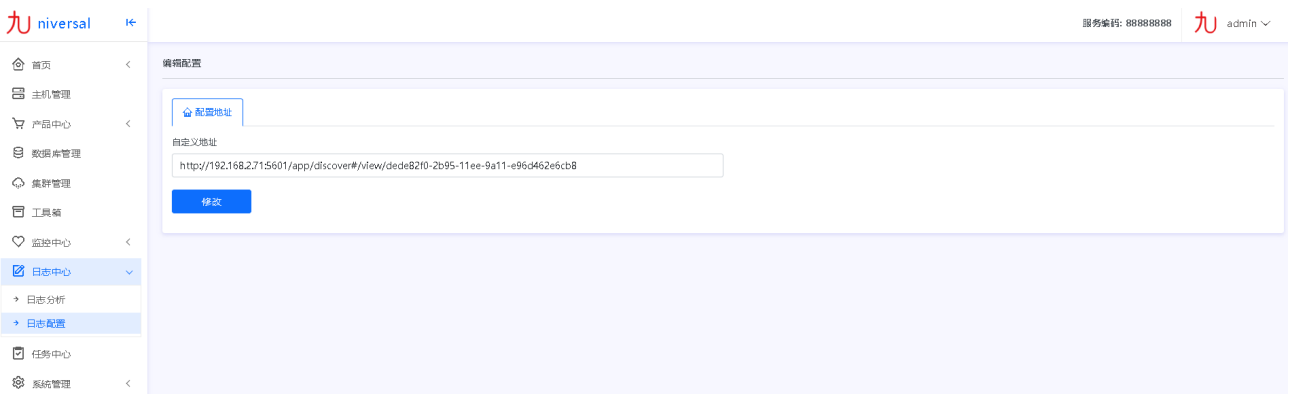 九 niversal
服务编码: 88888888
九 admin
首页
主机管理
产品中心
数据库管理
集群管理
工具箱
监控中心
日志中心
日志分析
日志配置
任务中心
系统管理
编辑配置
配置地址
自定义地址
http://192.168.2.71:5601/app/discover#/view/dede82f0-2b95-11ee-9a11-e96d462e6cb8
修改